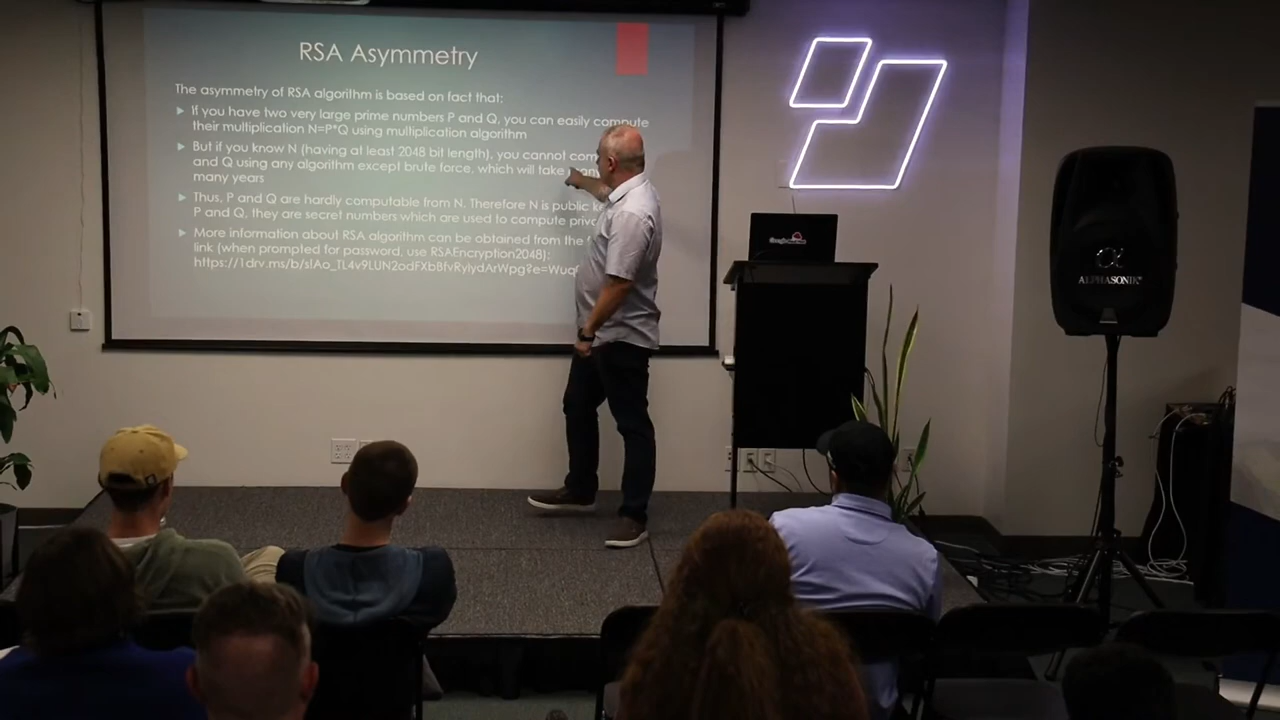 RSA Asymmetry
The asymmetry of RSA algorithm is based on fact that:
If you have two very large prime numbers P and Q, you can easily compute
their multiplication N=P*Q using multiplication algorithm
But if you know N (having at least 2048 bit length), you cannot
and Q using any algorithm except brute force, which will take
many years
Thus, P and Q are hardly computable from N. Therefore N is public
P and Q, they are secret numbers which are used to compute
More information about RSA algorithm can be obtained from the
link (when prompted for password, use RSAEncryption2048):
ALPHASONIK